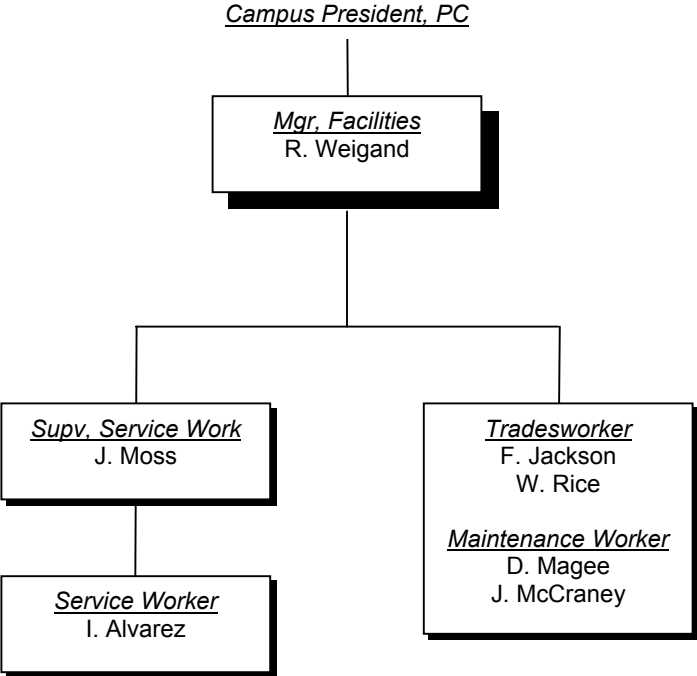 Campus President, PC
Mgr, Facilities
R. Weigand
Supv, Service Work
J. Moss
Service Worker
I. Alvarez
Tradesworker
F. Jackson
W. Rice
Maintenance Worker
D. Magee
J. McCraney